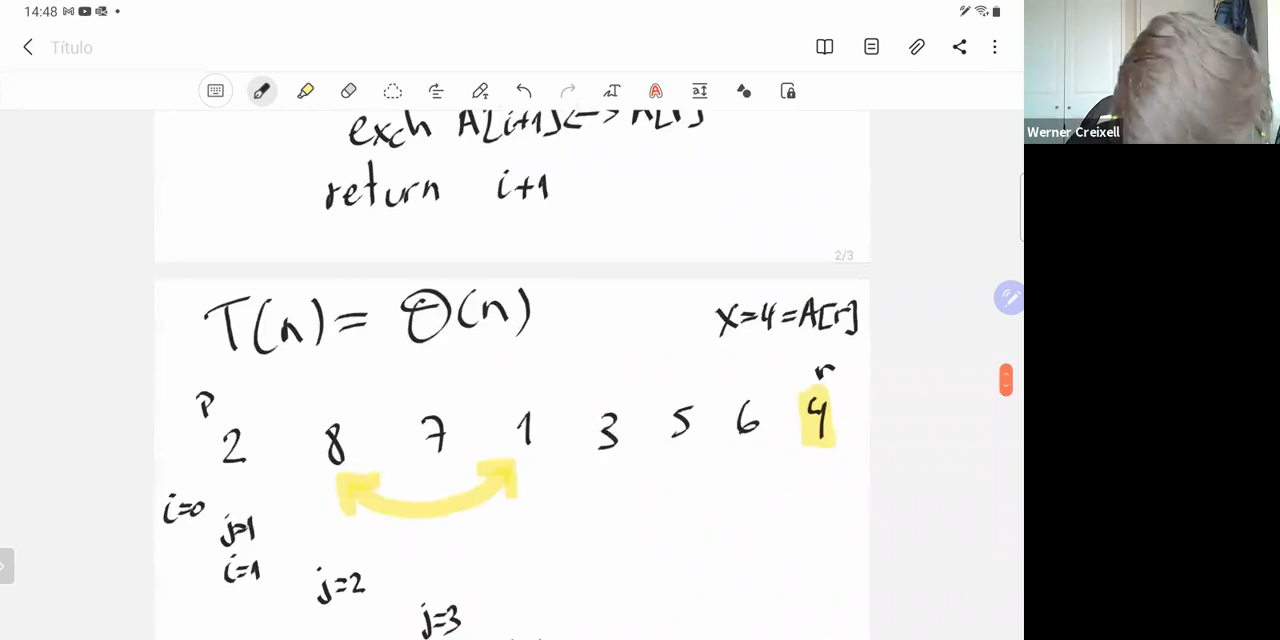 14:48
Título
Werner Creixell
exch A[i+1]<->A[r]
return i+1
2/3
T(n)= Θ(n) x=4=A[r]
r
p
2 8 7 1 3 5 6 4
i=0
j=1
i=1
j=2
j=3